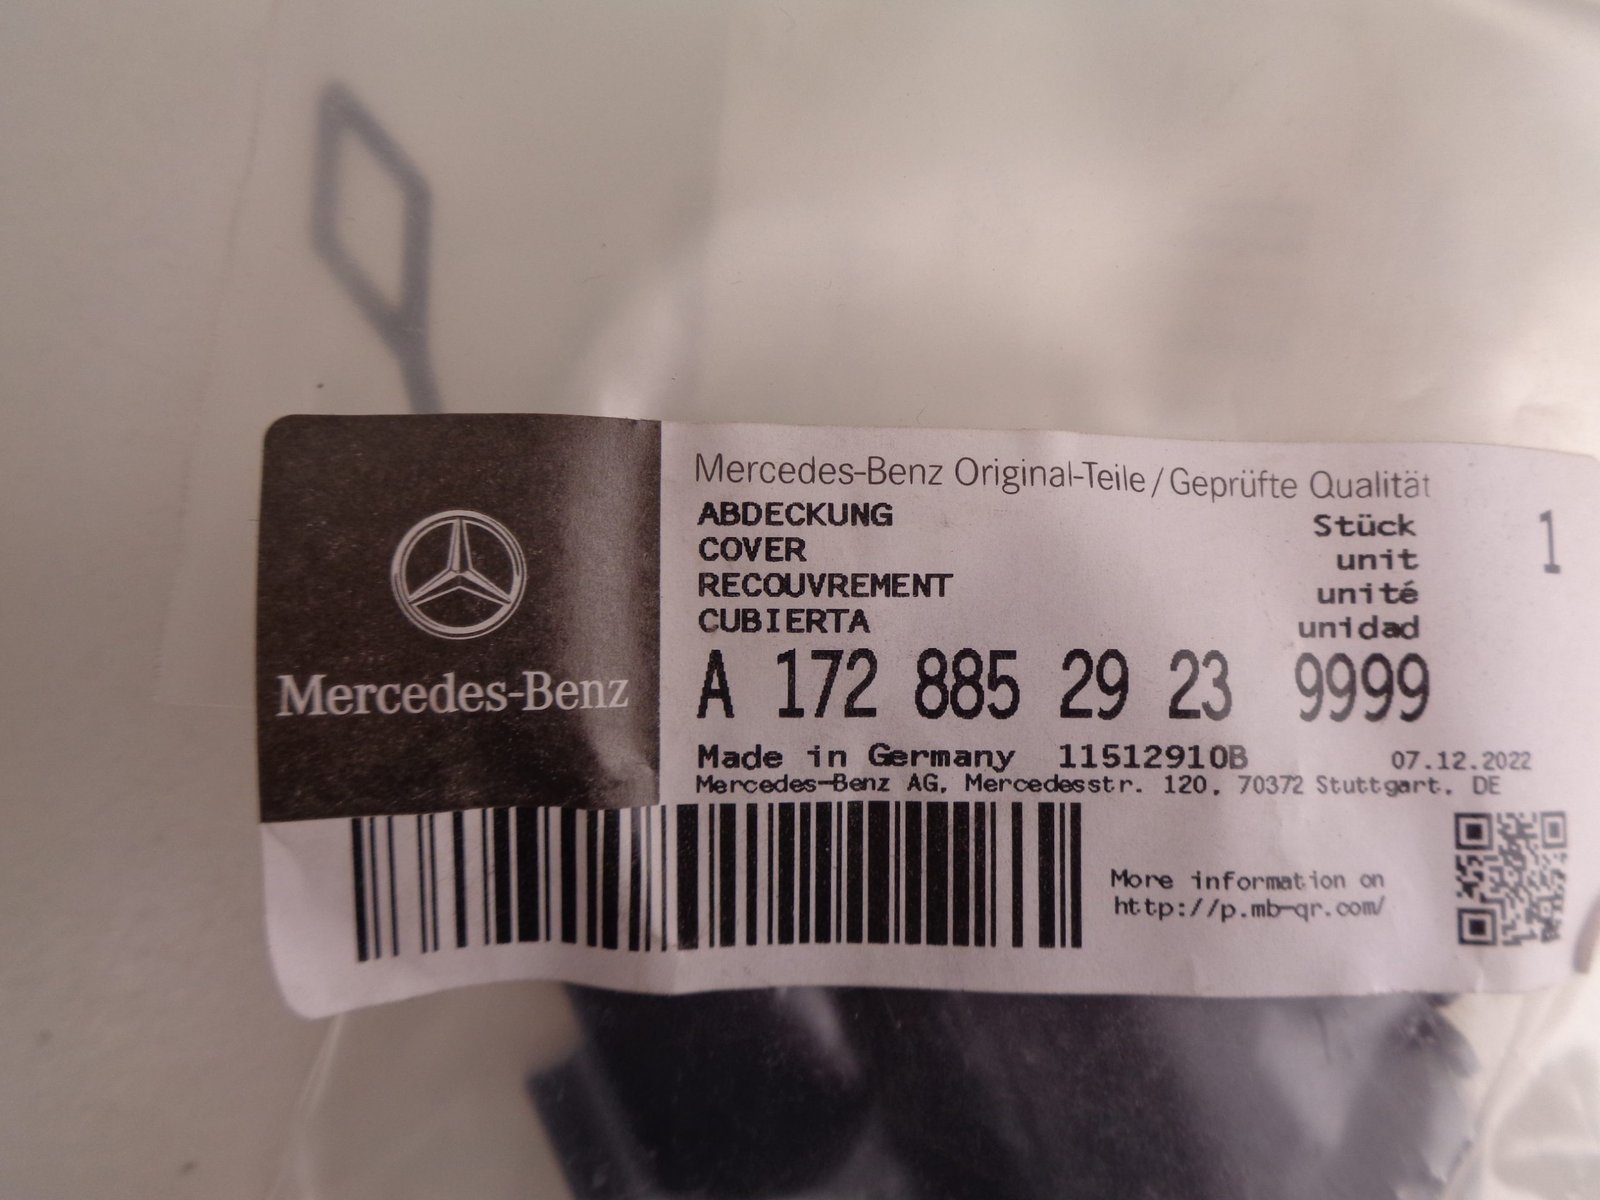 Mercedes-Benz
Mercedes-Benz Original-Teile/Geprüfte Qualität
ABDECKUNG
COVER
RECOUVREMENT
CUBIERTA
Stück 1
unit
unité
unidad
A 172 885 29 23 9999
Made in Germany 11512910B 07.12.2022
Mercedes-Benz AG, Mercedesstr. 120, 70372 Stuttgart, DE
More information on
http://p.mb-qr.com/